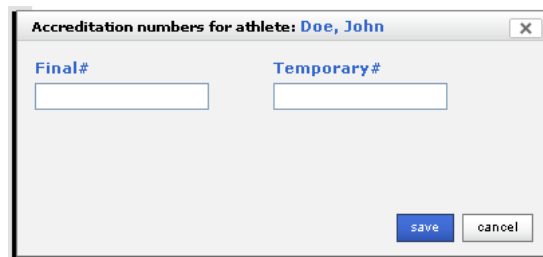 Accreditation numbers for athlete: Doe, John
Final# Temporary#
save cancel